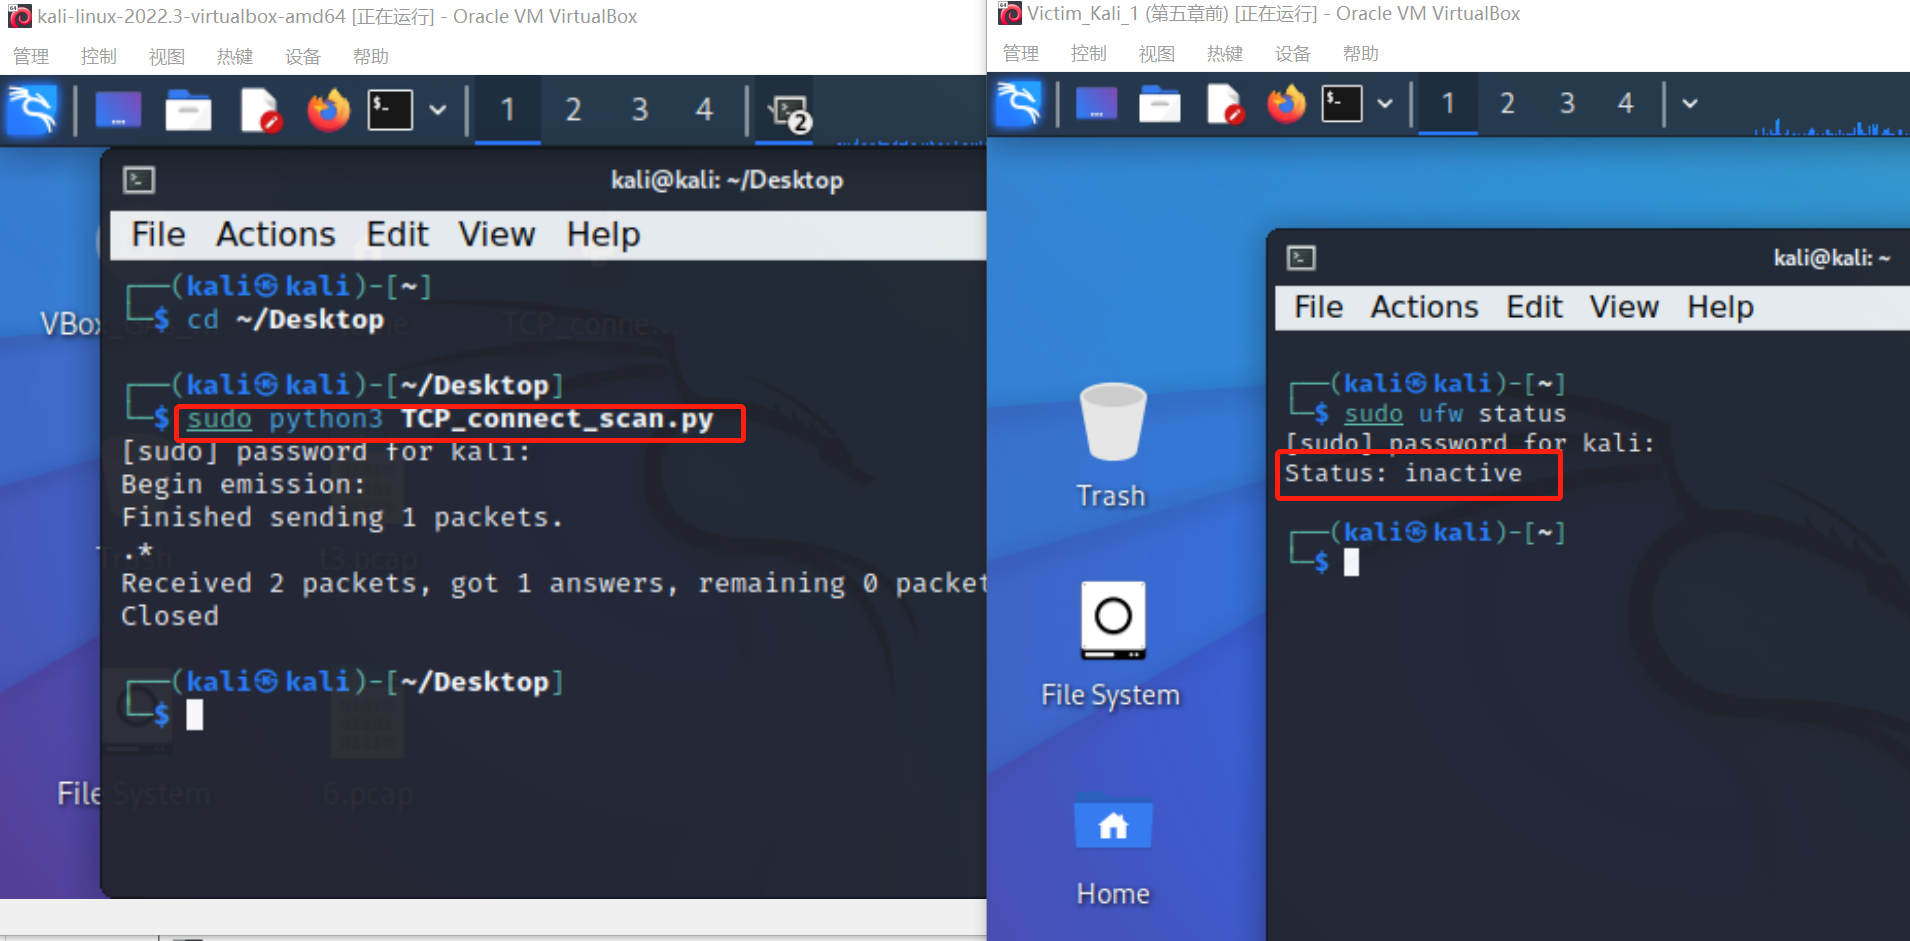 kali-linux-2022.3-virtualbox-amd64 [正在运行] - Oracle VM VirtualBox
管理 控制 视图 热键 设备 帮助
1 2 3 4 2
kali@kali: ~/Desktop
File Actions Edit View Help
┌──(kali㉿kali)-[~]
└─$ cd ~/Desktop
┌──(kali㉿kali)-[~/Desktop]
└─$ sudo python3 TCP_connect_scan.py
[sudo] password for kali:
Begin emission:
Finished sending 1 packets.
.*
Received 2 packets, got 1 answers, remaining 0 packet
Closed
┌──(kali㉿kali)-[~/Desktop]
└─$
TCP_conne...
Trash
t3.pcap
File System
6.pcap
Victim_Kali_1 (第五章前) [正在运行] - Oracle VM VirtualBox
管理 控制 视图 热键 设备 帮助
1 2 3 4
kali@kali: ~
File Actions Edit View Help
┌──(kali㉿kali)-[~]
└─$ sudo ufw status
[sudo] password for kali:
Status: inactive
┌──(kali㉿kali)-[~]
└─$
Trash
File System
Home